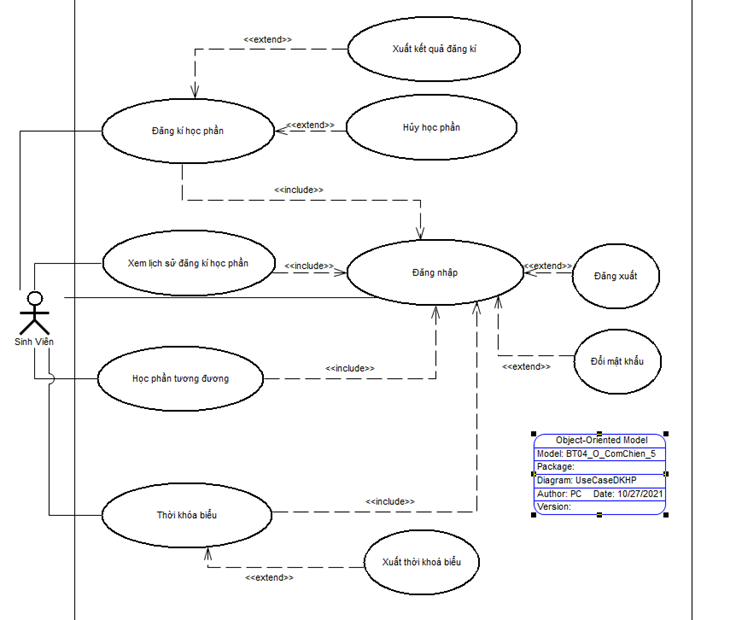 <<extend>>
Xuất kết quả đăng kí
Đăng kí học phần
<<extend>>
Hủy học phần
<<include>>
Xem lịch sử đăng kí học phần
<<include>>
Đăng nhập
<<extend>>
Đăng xuất
Sinh Viên
Học phần tương đương
<<include>>
<<extend>>
Đổi mật khẩu
Object-Oriented Model
Model: BT04_O_ComChien_5
Package:
Diagram: UseCaseDKHP
Author: PC Date: 10/27/2021
Version:
Thời khóa biểu
<<include>>
<<extend>>
Xuất thời khoá biểu